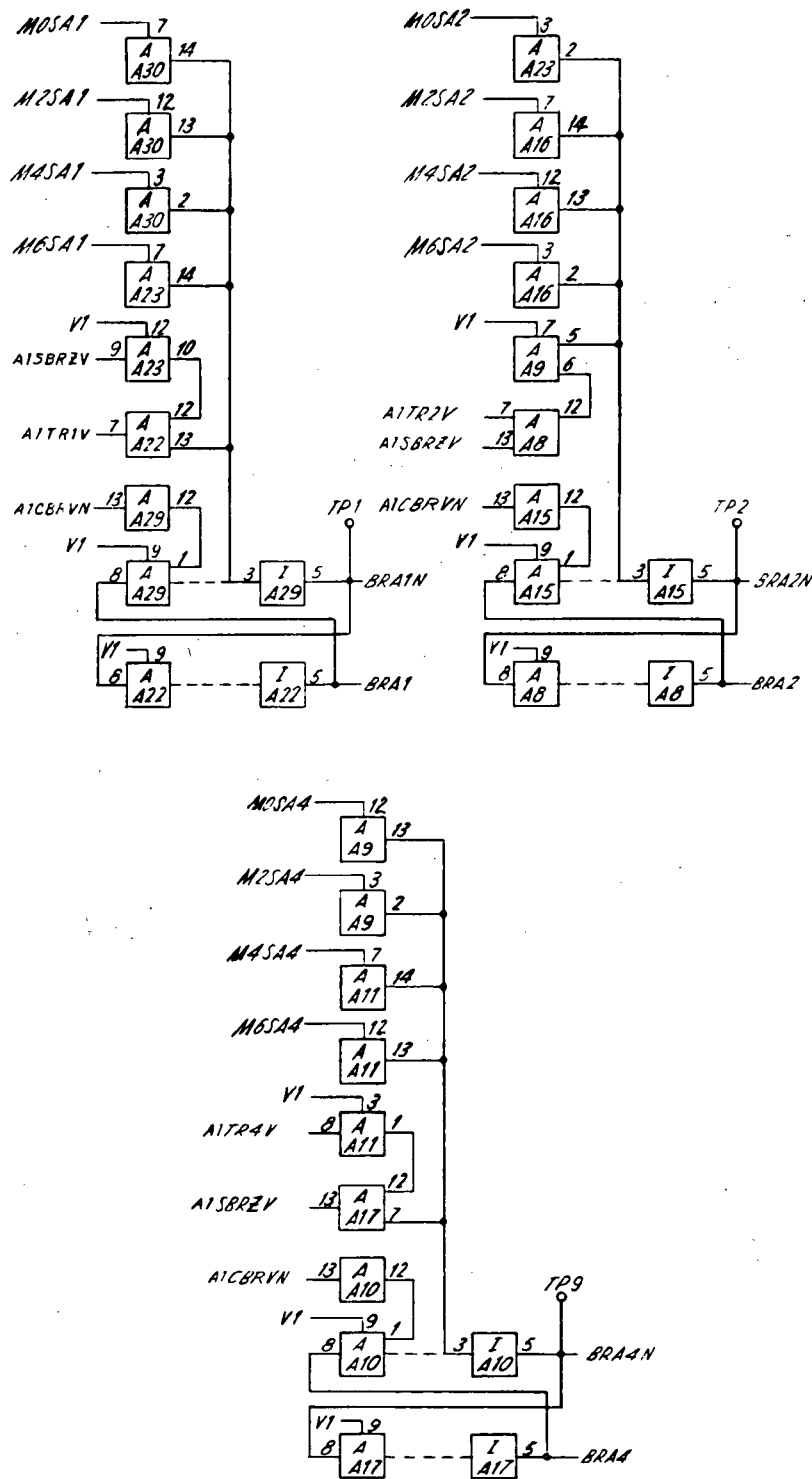 M0SA1
7
A
A30
14
M2SA1
12
A
A30
13
M4SA1
3
A
A30
2
M6SA1
7
A
A23
14
V1
12
A1SBRZV
9
A
A23
10
12
A1TR1V
7
A
A22
13
A1CBRVN
13
A
A29
12
V1
9
1
8
A
A29
3
I
A29
5
TP1
BRA1N
V1
9
6
A
A22
I
A22
5
BRA1
M0SA2
3
A
A23
2
M2SA2
7
A
A16
14
M4SA2
12
A
A16
13
M6SA2
3
A
A16
2
V1
7
A
A9
5
6
A1TR2V
7
A1SBRZV
13
A
A8
12
A1CBRVN
13
A
A15
12
V1
9
1
8
A
A15
3
I
A15
5
TP2
SRA2N
V1
9
8
A
A8
I
A8
5
BRA2
M0SA4
12
A
A9
13
M2SA4
3
A
A9
2
M4SA4
7
A
A11
14
M6SA4
12
A
A11
13
V1
3
A1TR4V
8
A
A11
1
12
A1SBRZV
13
A
A17
7
A1CBRVN
13
A
A10
12
V1
9
1
8
A
A10
3
I
A10
5
TP9
BRA4N
V1
9
8
A
A17
I
A17
5
BRA4